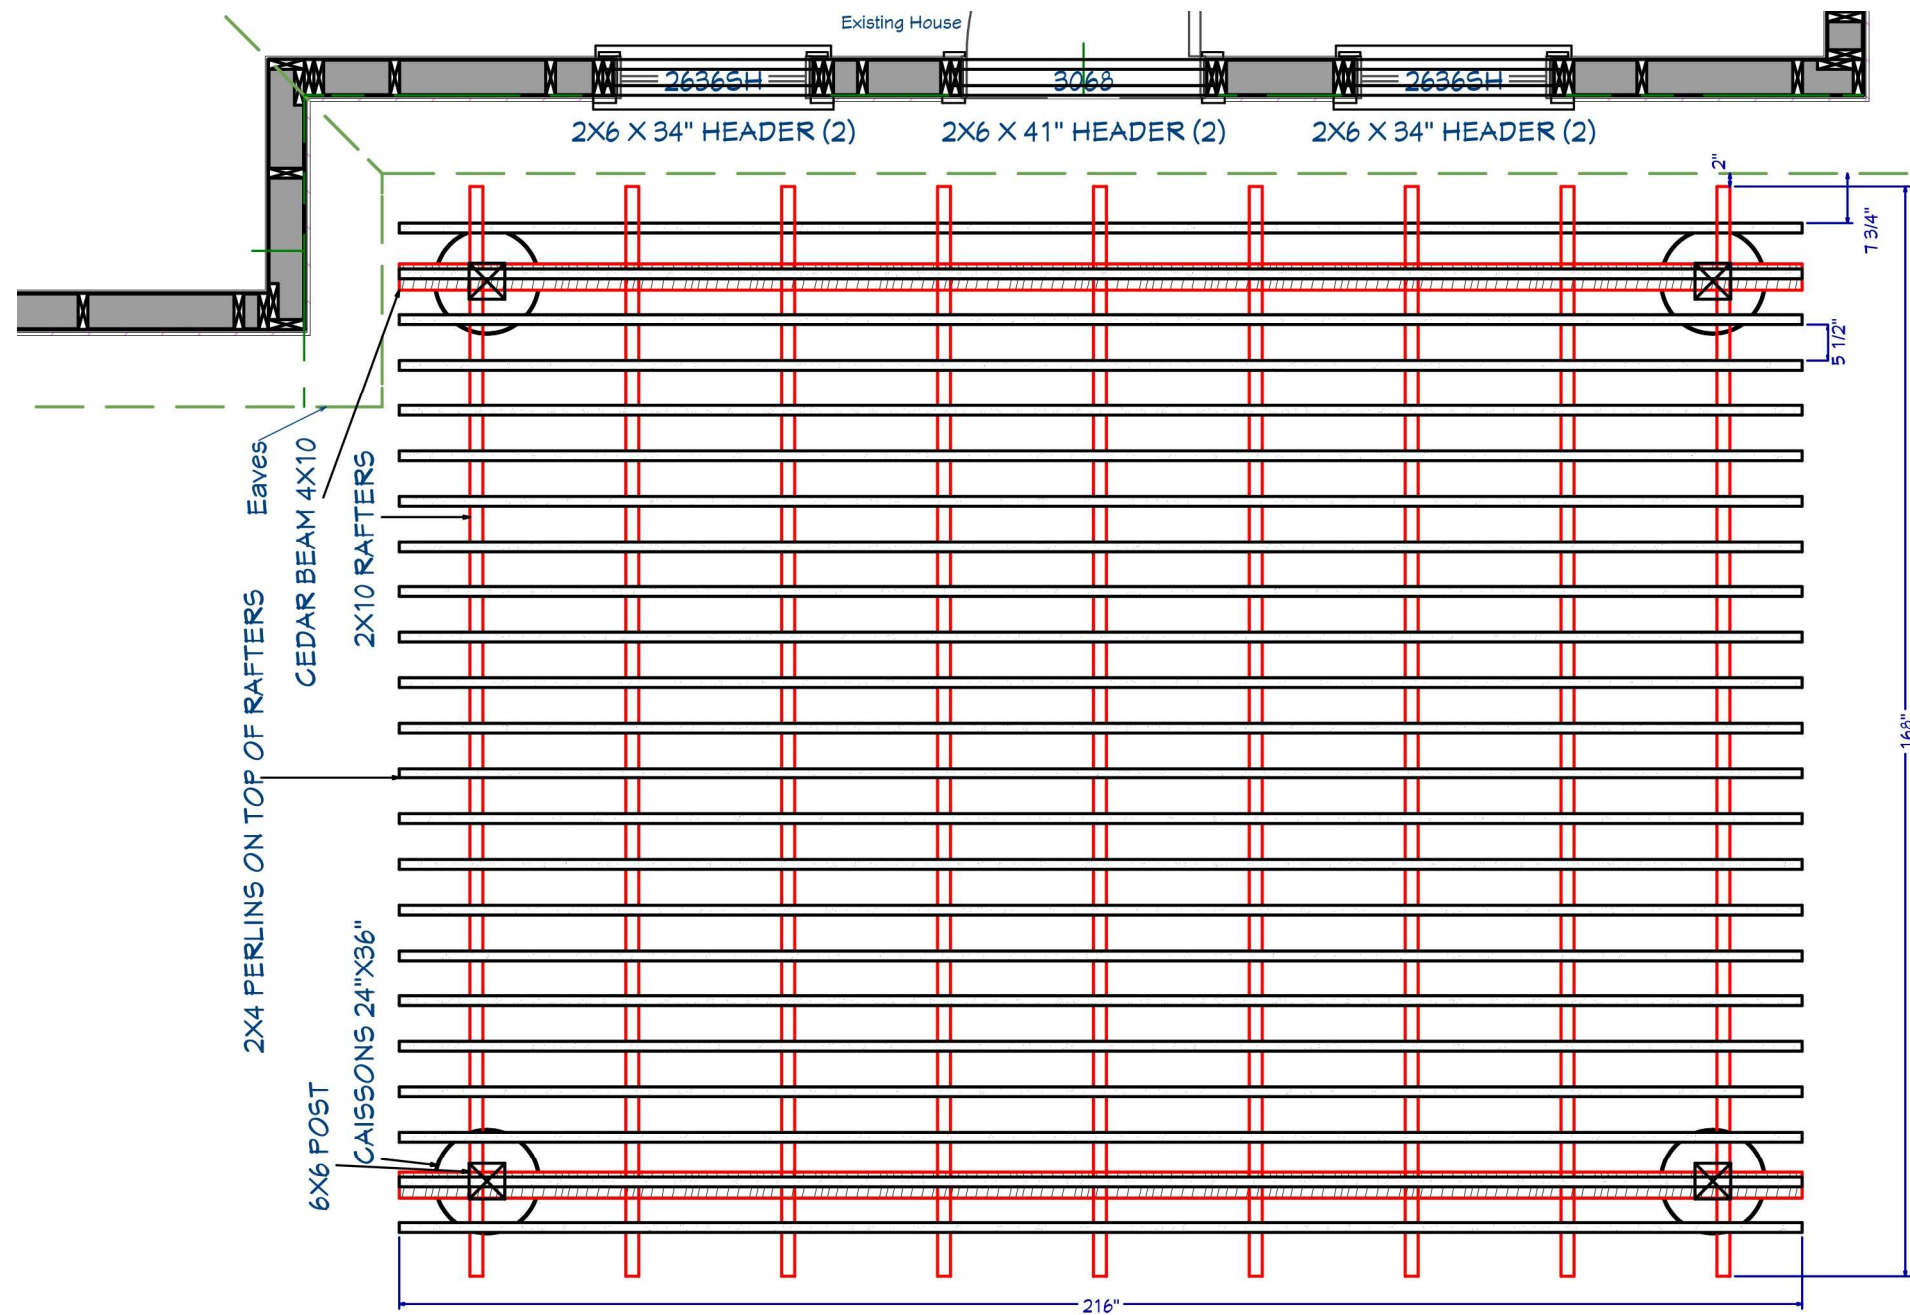 Existing House
2636SH
3068
2636SH
2X6 X 34" HEADER (2)
2X6 X 41" HEADER (2)
2X6 X 34" HEADER (2)
2"
7 3/4"
5 1/2"
Eaves
CEDAR BEAM 4X10
2X10 RAFTERS
2X4 PERLINS ON TOP OF RAFTERS
168"
CAISSONS 24"X36"
6X6 POST
216"